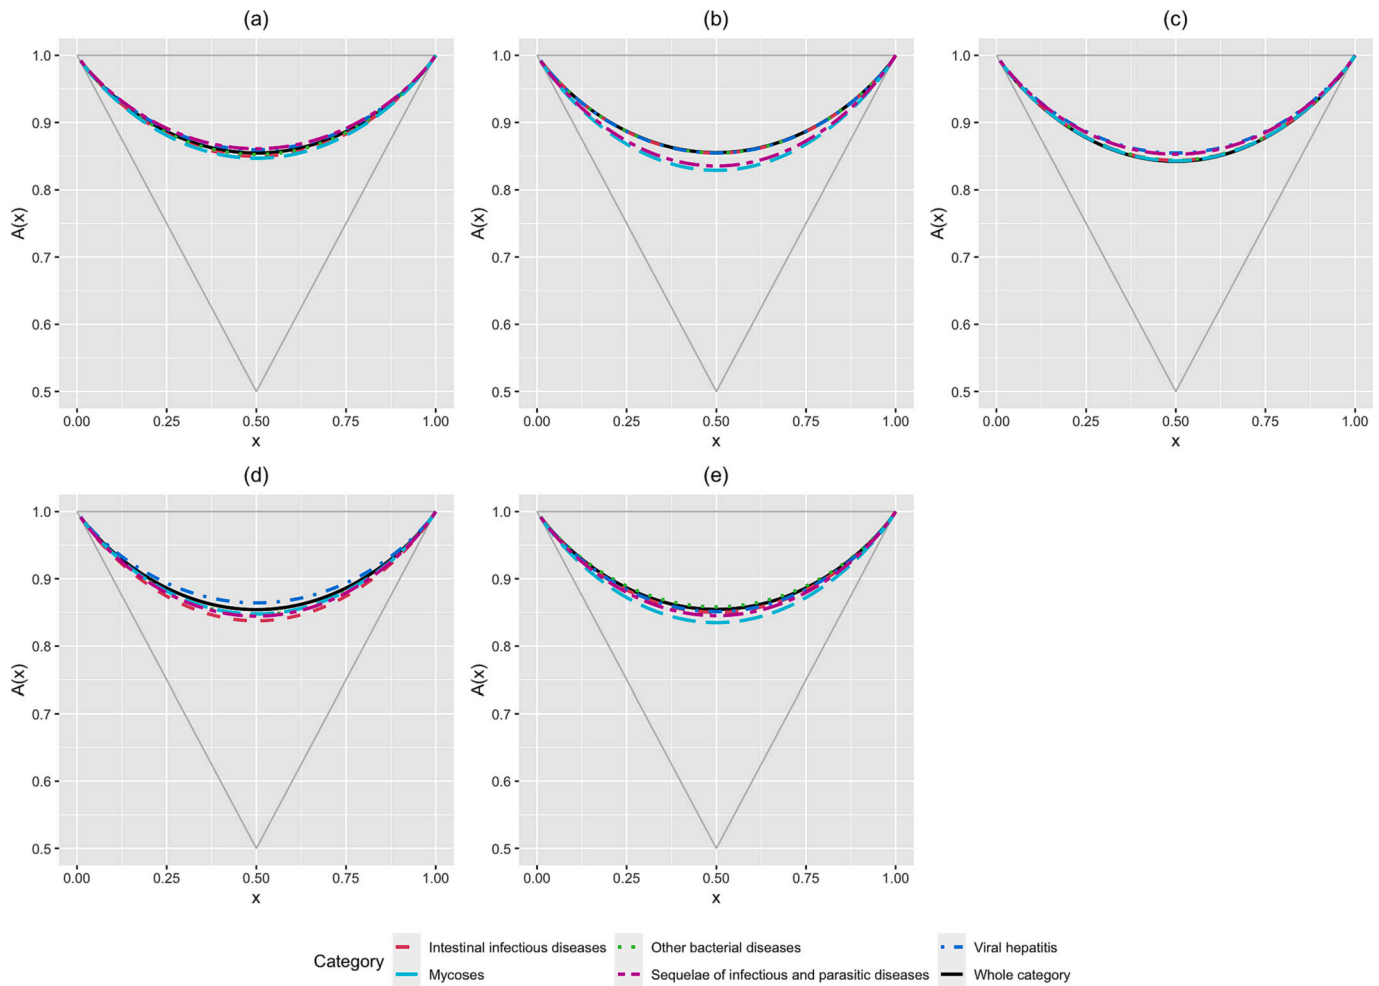 (a) (b) (c)
1.0 1.0 1.0
0.9 0.9 0.9
0.8 0.8 0.8
A(x) A(x) A(x)
0.7 0.7 0.7
0.6 0.6 0.6
0.5 0.5 0.5
0.00 0.25 0.50 0.75 1.00 0.00 0.25 0.50 0.75 1.00 0.00 0.25 0.50 0.75 1.00
x x x
(d) (e)
1.0 1.0
0.9 0.9
0.8 0.8
A(x) A(x)
0.7 0.7
0.6 0.6
0.5 0.5
0.00 0.25 0.50 0.75 1.00 0.00 0.25 0.50 0.75 1.00
x x
Category
Intestinal infectious diseases Other bacterial diseases Viral hepatitis
Mycoses Sequelae of infectious and parasitic diseases Whole category